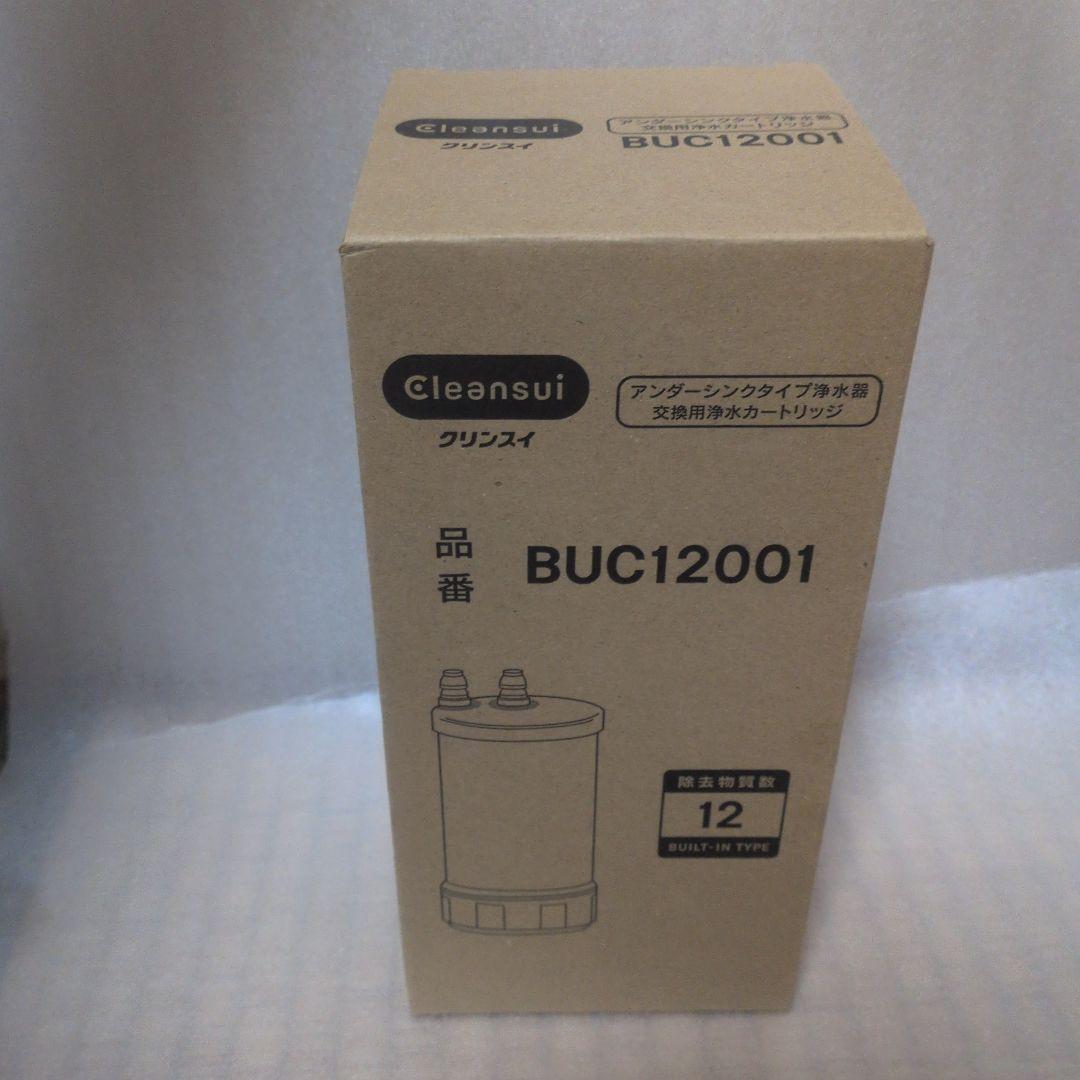 Cleansui
クリンスイ
アンダーシンクタイプ浄水器
交換用浄水カートリッジ
BUC12001
Cleansui
クリンスイ
アンダーシンクタイプ浄水器
交換用浄水カートリッジ
品番
BUC12001
除去物質数
12
BUILT-IN TYPE